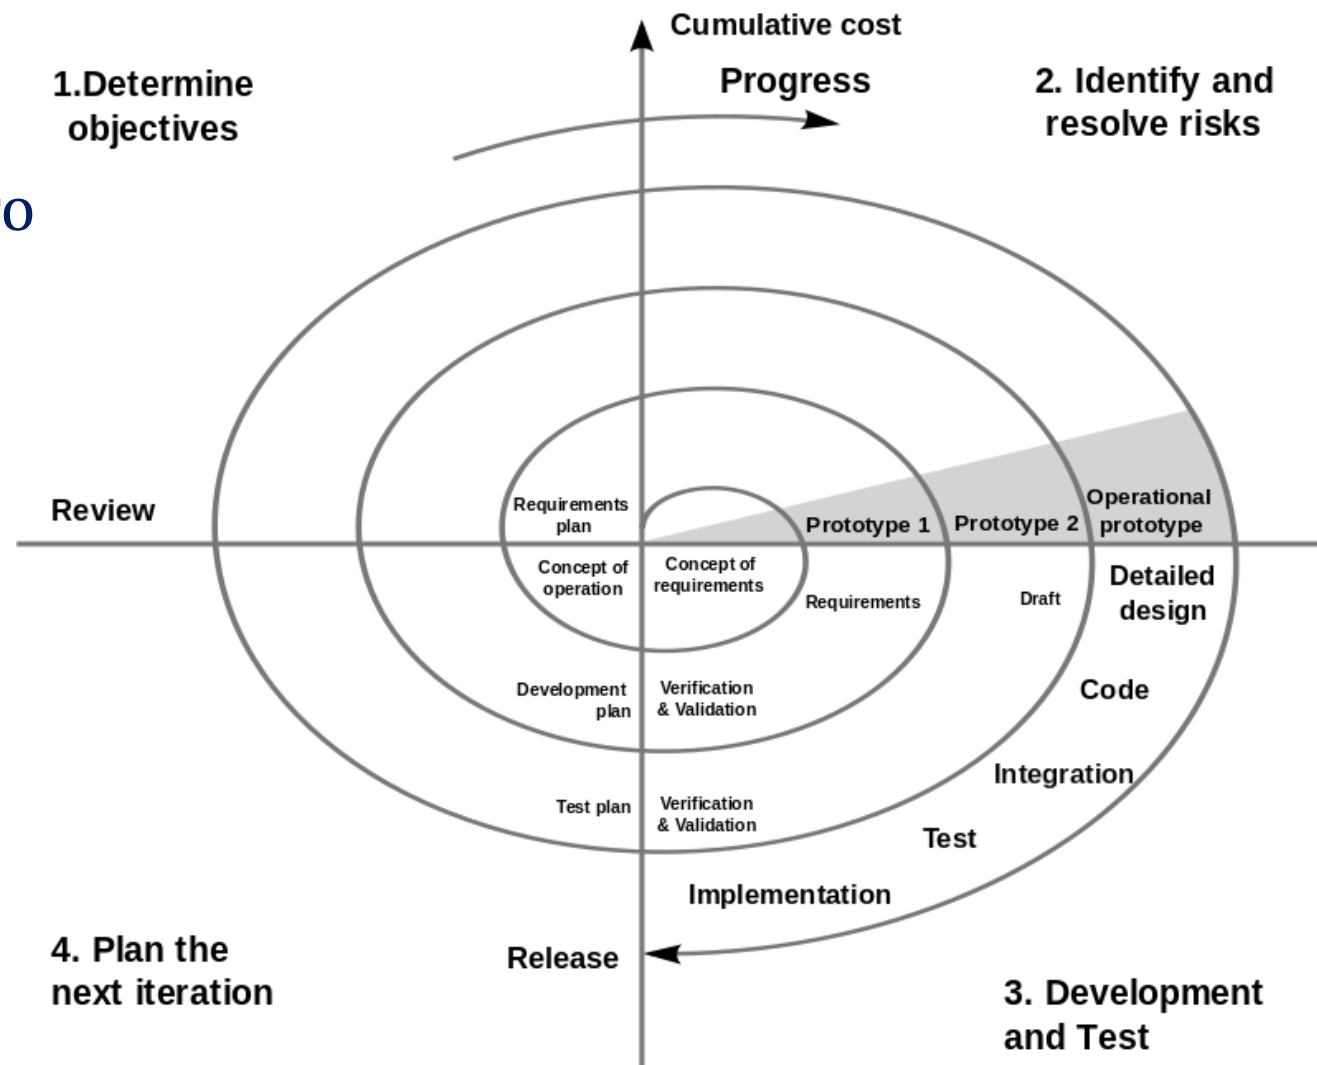 Cumulative cost
Progress
1.Determine
objectives
2. Identify and
resolve risks
Review
Requirements
plan
Concept of
operation
Concept of
requirements
Prototype 1
Prototype 2
Operational
prototype
Requirements
Draft
Detailed
design
Development
plan
Verification
& Validation
Code
Integration
Test plan
Verification
& Validation
Test
Implementation
Release
4. Plan the
next iteration
3. Development
and Test